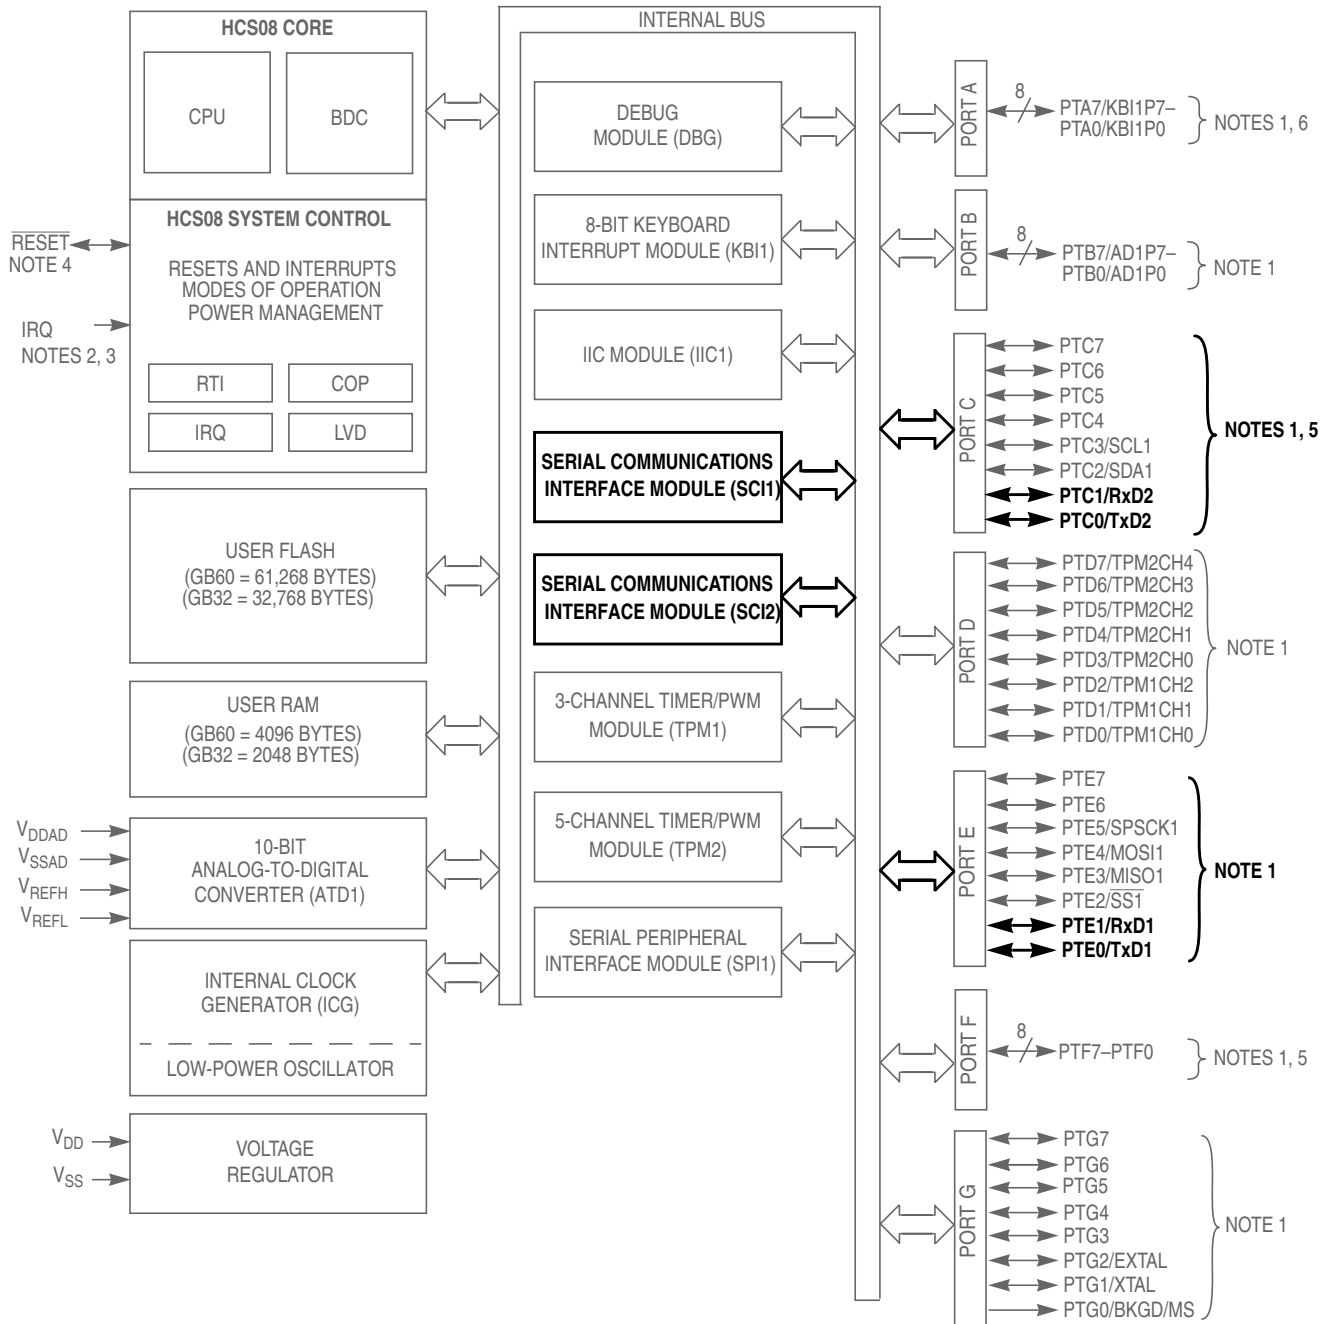 HCS08 CORE
CPU
BDC
HCS08 SYSTEM CONTROL
RESETS AND INTERRUPTS
MODES OF OPERATION
POWER MANAGEMENT
RTI
COP
IRQ
LVD
RESET
NOTE 4
IRQ
NOTES 2, 3
USER FLASH
(GB60 = 61,268 BYTES)
(GB32 = 32,768 BYTES)
USER RAM
(GB60 = 4096 BYTES)
(GB32 = 2048 BYTES)
VDDAD
VSSAD
VREFH
VREFL
10-BIT
ANALOG-TO-DIGITAL
CONVERTER (ATD1)
INTERNAL CLOCK
GENERATOR (ICG)
LOW-POWER OSCILLATOR
VDD
VSS
VOLTAGE
REGULATOR
INTERNAL BUS
DEBUG
MODULE (DBG)
8-BIT KEYBOARD
INTERRUPT MODULE (KBI1)
IIC MODULE (IIC1)
SERIAL COMMUNICATIONS
INTERFACE MODULE (SCI1)
SERIAL COMMUNICATIONS
INTERFACE MODULE (SCI2)
3-CHANNEL TIMER/PWM
MODULE (TPM1)
5-CHANNEL TIMER/PWM
MODULE (TPM2)
SERIAL PERIPHERAL
INTERFACE MODULE (SPI1)
PORT A
8
PTA7/KBI1P7–
PTA0/KBI1P0
NOTES 1, 6
PORT B
8
PTB7/AD1P7–
PTB0/AD1P0
NOTE 1
PORT C
PTC7
PTC6
PTC5
PTC4
PTC3/SCL1
PTC2/SDA1
PTC1/RxD2
PTC0/TxD2
NOTES 1, 5
PORT D
PTD7/TPM2CH4
PTD6/TPM2CH3
PTD5/TPM2CH2
PTD4/TPM2CH1
PTD3/TPM2CH0
PTD2/TPM1CH2
PTD1/TPM1CH1
PTD0/TPM1CH0
NOTE 1
PORT E
PTE7
PTE6
PTE5/SPSCK1
PTE4/MOSI1
PTE3/MISO1
PTE2/SS1
PTE1/RxD1
PTE0/TxD1
NOTE 1
PORT F
8
PTF7–PTF0
NOTES 1, 5
PORT G
PTG7
PTG6
PTG5
PTG4
PTG3
PTG2/EXTAL
PTG1/XTAL
PTG0/BKGD/MS
NOTE 1